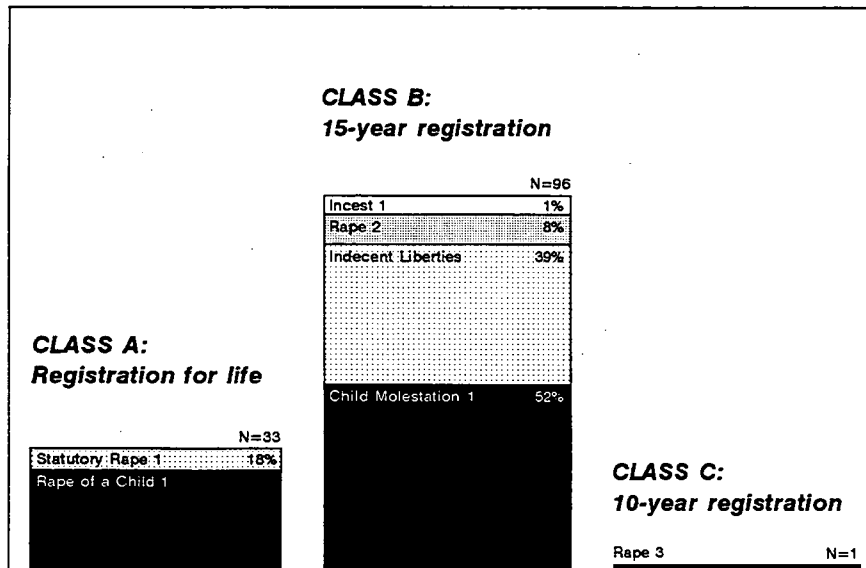 CLASS B:
15-year registration
N=96
Incest 1 1%
Rape 2 8%
Indecent Liberties 39%
Child Molestation 1 52%
CLASS A:
Registration for life
N=33
Statutory Rape 1 18%
Rape of a Child 1
CLASS C:
10-year registration
Rape 3 N=1